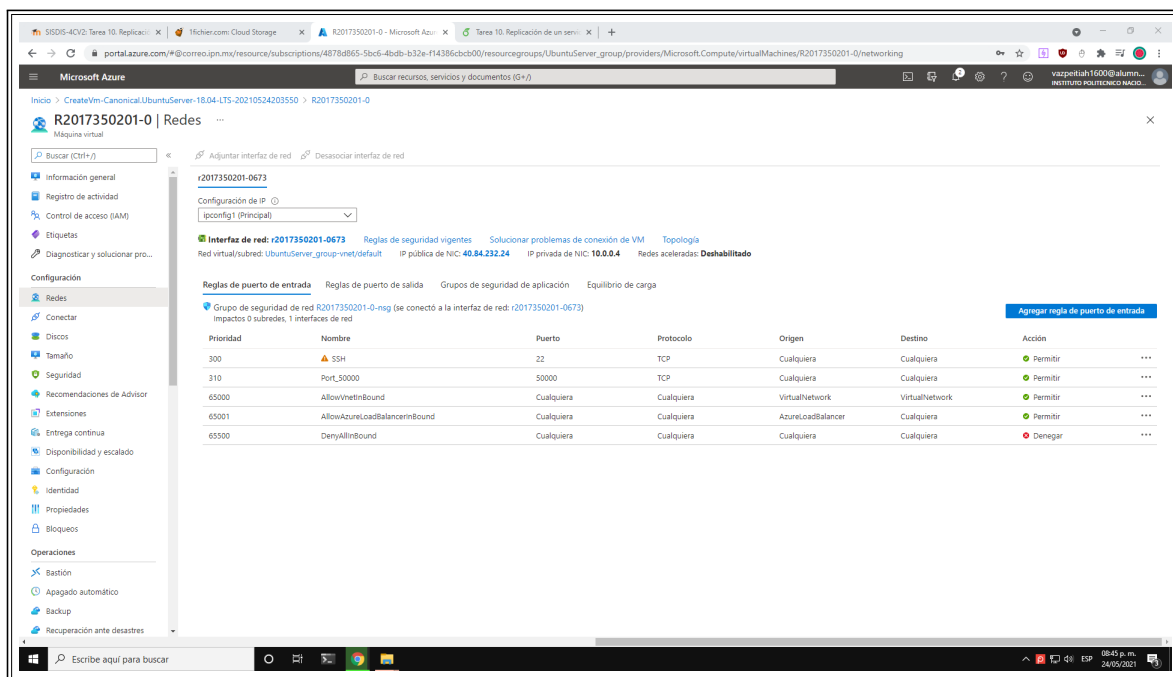 SISDIS-4CV2: Tarea 10. Replicaci
1fichier.com: Cloud Storage
R2017350201-0 - Microsoft Azur
Tarea 10. Replicación de un serv
portal.azure.com/#@correo.ipn.mx/resource/subscriptions/4878d865-5bc6-4bdb-b32e-f14386cbcb00/resourcegroups/UbuntuServer_group/providers/Microsoft.Compute/virtualMachines/R2017350201-0/networking
Microsoft Azure
Buscar recursos, servicios y documentos (G+/)
vazpeitiah1600@alumn...
INSTITUTO POLITECNICO NACIO...
Inicio > CreateVm-Canonical.UbuntuServer-18.04-LTS-20210524203550 > R2017350201-0
R2017350201-0 | Redes ...
Máquina virtual
Buscar (Ctrl+/)
Adjuntar interfaz de red
Desasociar interfaz de red
Información general
Registro de actividad
Control de acceso (IAM)
Etiquetas
Diagnosticar y solucionar pro...
Configuración
Redes
Conectar
Discos
Tamaño
Seguridad
Recomendaciones de Advisor
Extensiones
Entrega continua
Disponibilidad y escalado
Configuración
Identidad
Propiedades
Bloqueos
Operaciones
Bastión
Apagado automático
Backup
Recuperación ante desastres
r2017350201-0673
Configuración de IP
ipconfig1 (Principal)
Interfaz de red: r2017350201-0673 Reglas de seguridad vigentes Solucionar problemas de conexión de VM Topología
Red virtual/subred: UbuntuServer_group-vnet/default IP pública de NIC: 40.84.232.24 IP privada de NIC: 10.0.0.4 Redes aceleradas: Deshabilitado
Reglas de puerto de entrada Reglas de puerto de salida Grupos de seguridad de aplicación Equilibrio de carga
Grupo de seguridad de red R2017350201-0-nsg (se conectó a la interfaz de red: r2017350201-0673)
Impactos 0 subredes, 1 interfaces de red
Agregar regla de puerto de entrada
Prioridad Nombre Puerto Protocolo Origen Destino Acción
300 SSH 22 TCP Cualquiera Cualquiera Permitir ...
310 Port_50000 50000 TCP Cualquiera Cualquiera Permitir ...
65000 AllowVnetInBound Cualquiera Cualquiera VirtualNetwork VirtualNetwork Permitir ...
65001 AllowAzureLoadBalancerInBound Cualquiera Cualquiera AzureLoadBalancer Cualquiera Permitir ...
65500 DenyAllInBound Cualquiera Cualquiera Cualquiera Cualquiera Denegar ...
Escribe aquí para buscar
ESP
08:45 p. m.
24/05/2021